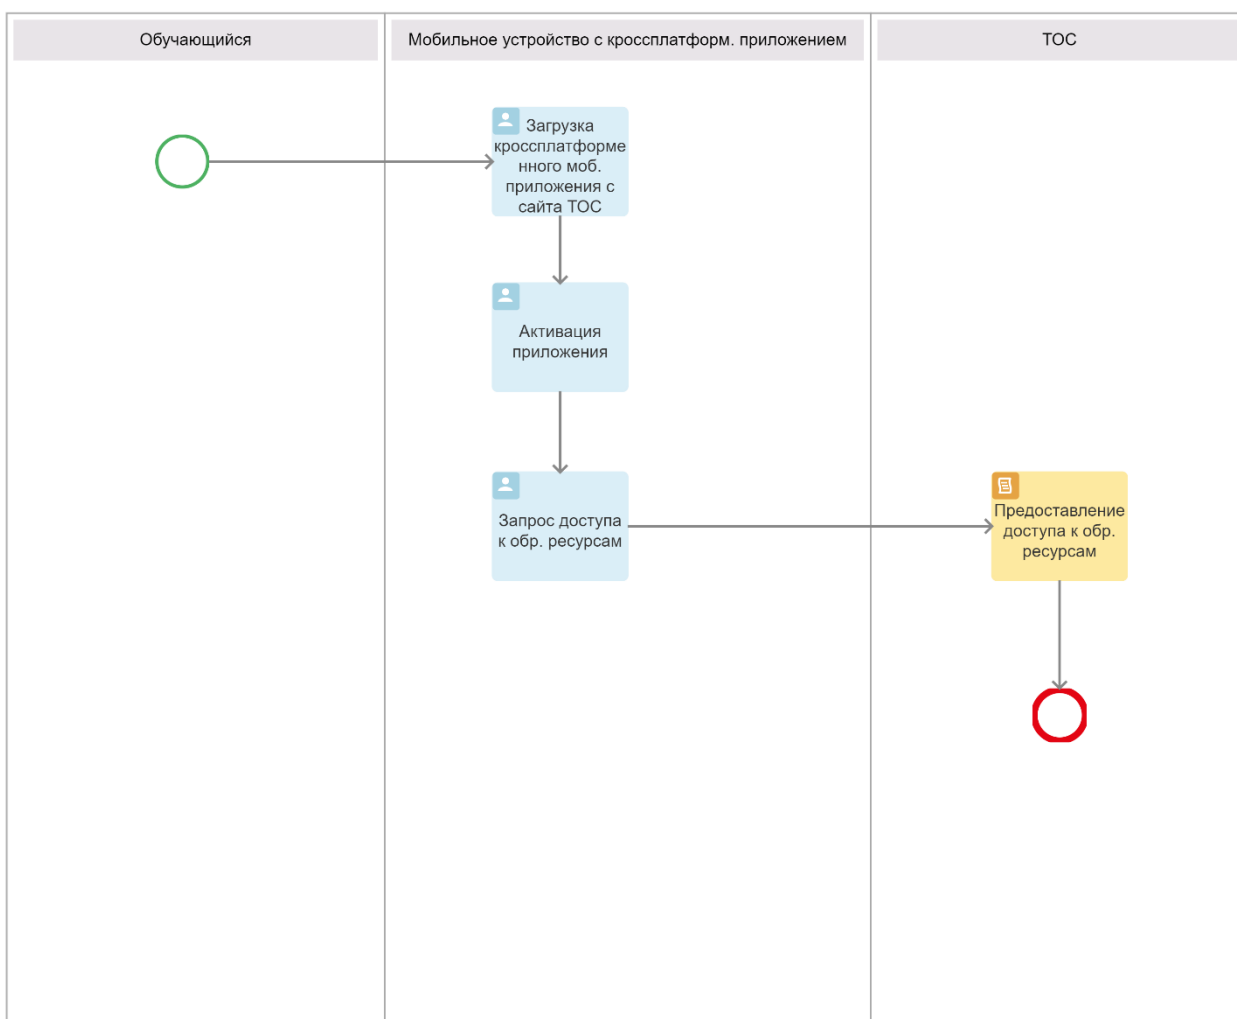 Обучающийся
Мобильное устройство с кроссплатформ. приложением
ТОС
Загрузка
кроссплатформе
нного моб.
приложения с
сайта ТОС
Активация
приложения
Запрос доступа
к обр. ресурсам
Предоставление
доступа к обр.
ресурсам